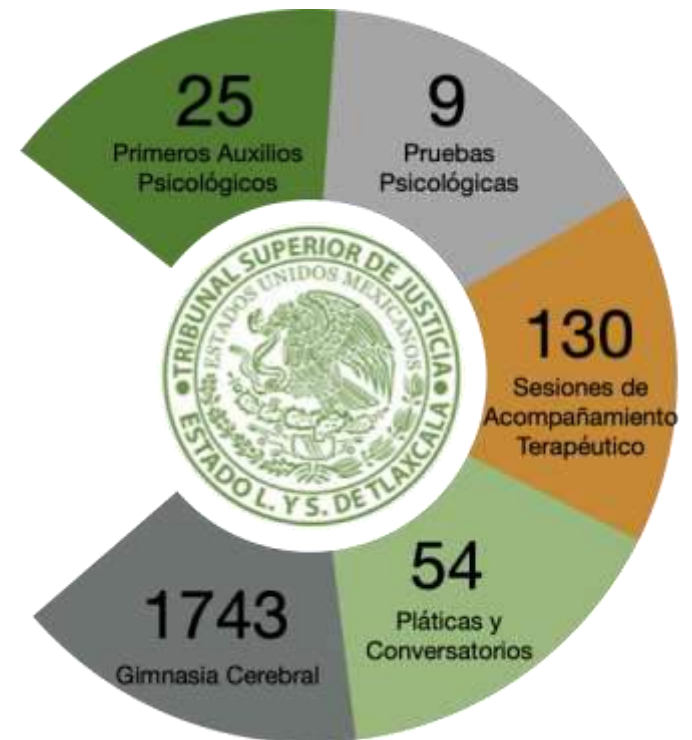 25
Primeros Auxilios
Psicológicos
9
Pruebas
Psicológicas
130
Sesiones de
Acompañamiento
Terapéutico
54
Pláticas y
Conversatorios
1743
Gimnasia Cerebral
TRIBUNAL SUPERIOR DE JUSTICIA
ESTADOS UNIDOS MEXICANOS
ESTADO L. Y S. DE TLAXCALA